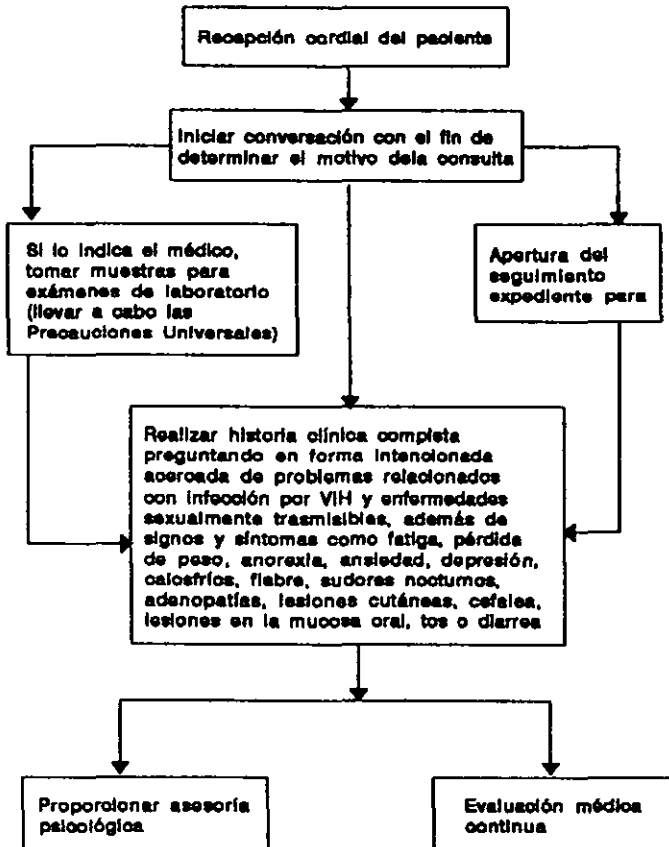 Recepción cordial del paciente
Iniciar conversación con el fin de
determinar el motivo dela consulta
Si lo indica el médico,
tomar muestras para
exámenes de laboratorio
(llevar a cabo las
Precauciones Universales)
Apertura del
seguimiento
expediente para
Realizar historia clínica completa
preguntando en forma intencionada
acercada de problemas relacionados
con infección por VIH y enfermedades
sexualmente trasmisibles, además de
signos y síntomas como fatiga, pérdida
de peso, anorexia, ansiedad, depresión,
calosfríos, fiebre, sudores nocturnos,
adenopatías, lesiones cutáneas, cefalea,
lesiones en la mucosa oral, tos o diarrea
Proporcionar asesoría
psicológica
Evaluación médica
continua